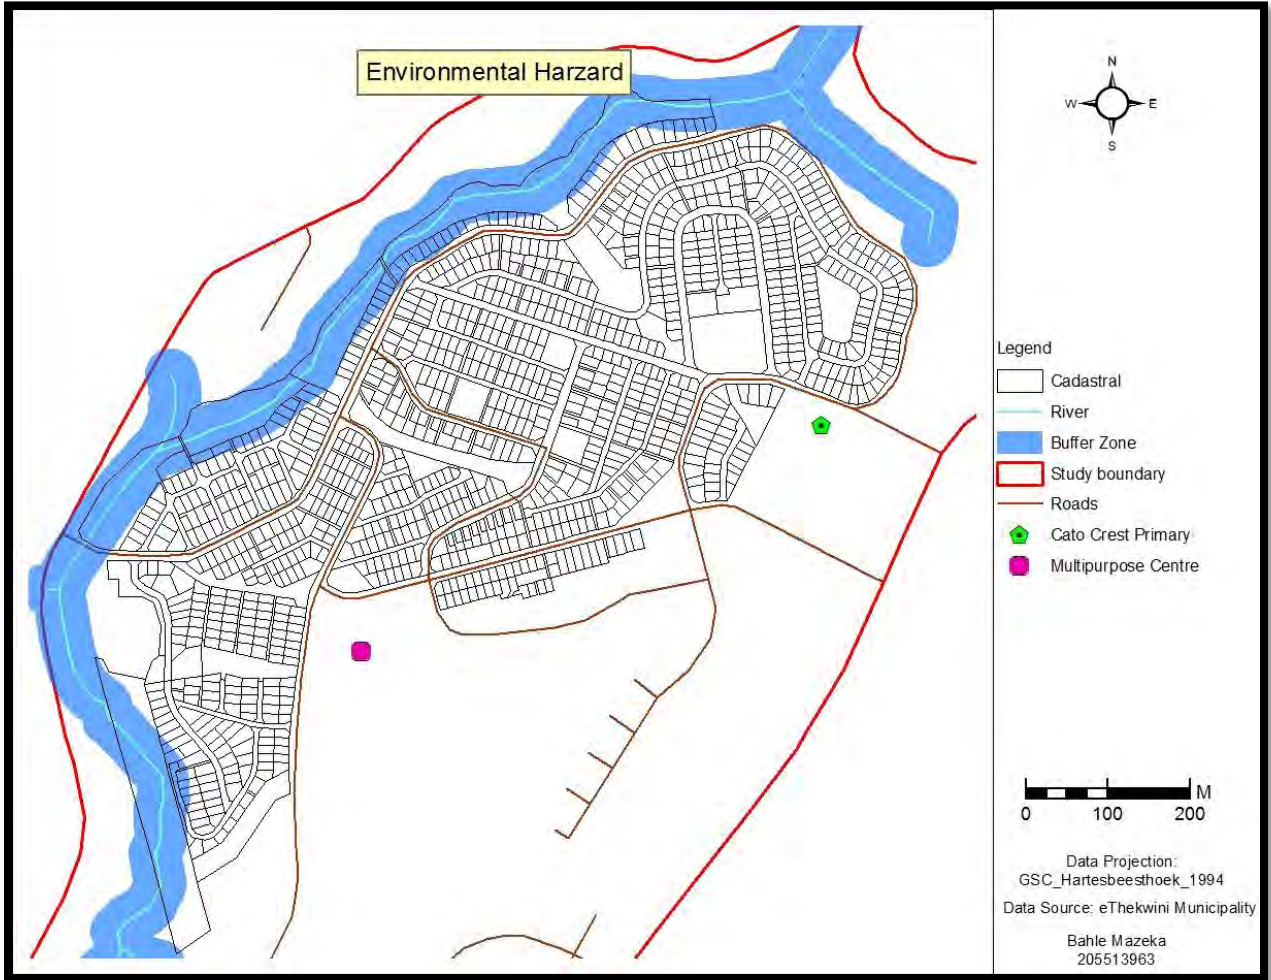 Environmental Harzard
N
W
E
S
Legend
Cadastral
River
Buffer Zone
Study boundary
Roads
Cato Crest Primary
Multipurpose Centre
M
0 100 200
Data Projection:
GSC_Hartesbeesthoek_1994
Data Source: eThekwini Municipality
Bahle Mazeka
205513963